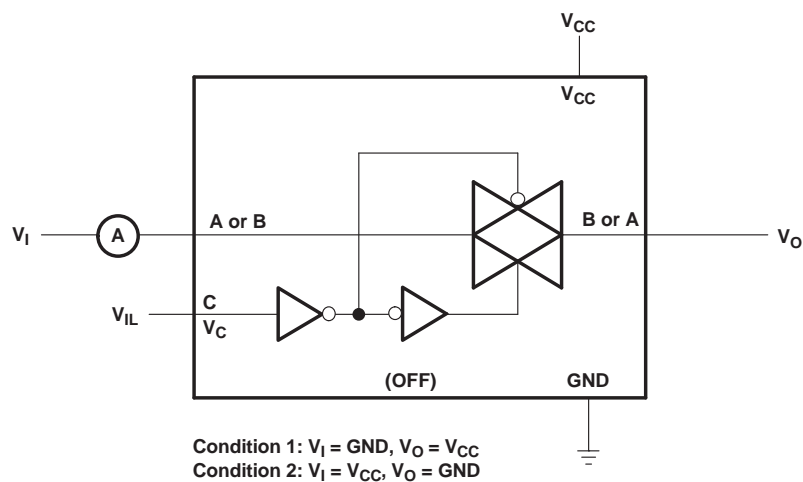 VCC
VCC
VI
A
A or B
B or A
VO
VIL
C
VC
(OFF)
GND
Condition 1: VI = GND, VO = VCC
Condition 2: VI = VCC, VO = GND